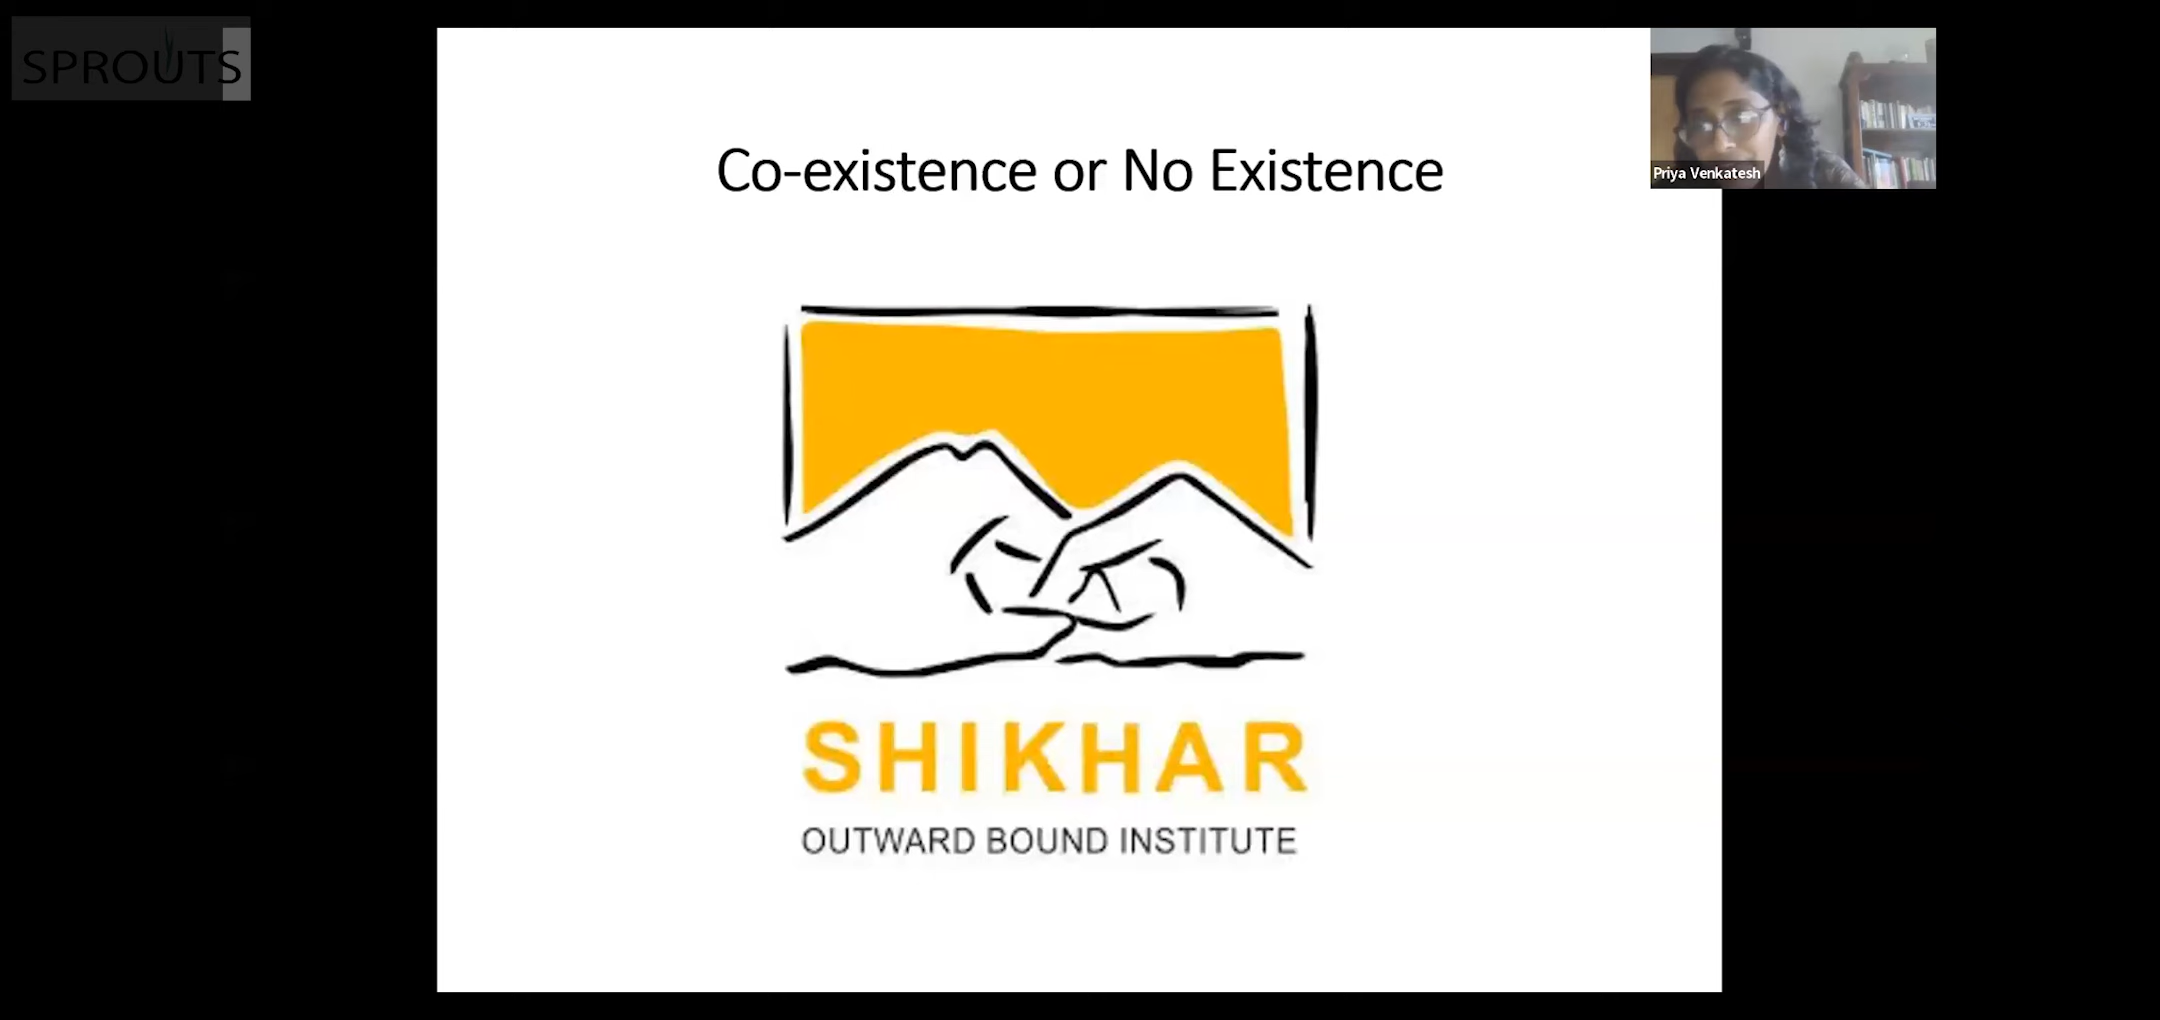 SPROUTS
Co-existence or No Existence
Priya Venkatesh
SHIKHAR
OUTWARD BOUND INSTITUTE